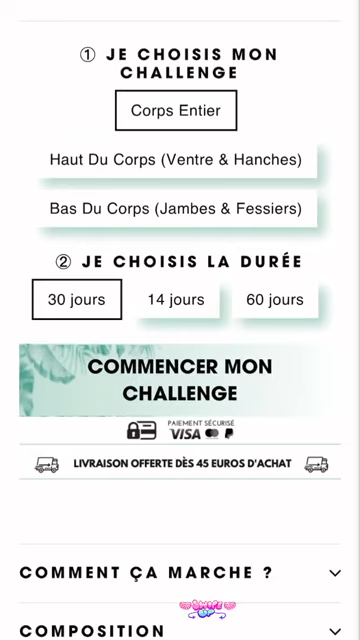 ① JE CHOISIS MON
CHALLENGE
Corps Entier
Haut Du Corps (Ventre & Hanches)
Bas Du Corps (Jambes & Fessiers)
② JE CHOISIS LA DURÉE
30 jours 14 jours 60 jours
COMMENCER MON
CHALLENGE
PAIEMENT SÉCURISÉ
VISA
LIVRAISON OFFERTE DÈS 45 EUROS D'ACHAT
COMMENT ÇA MARCHE ?
SWIPE
UP
COMPOSITION